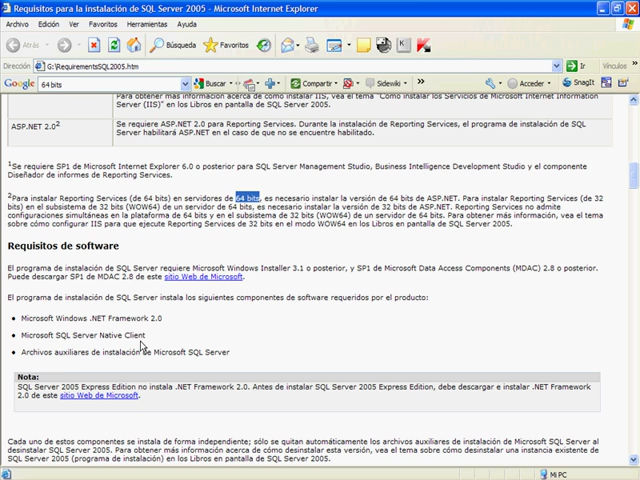 Requisitos para la instalación de SQL Server 2005 - Microsoft Internet Explorer
Archivo Edición Ver Favoritos Herramientas Ayuda
Atrás Búsqueda Favoritos
Dirección G:\RequirementsSQL2005.htm Ir Vínculos
Google 64 bits Buscar Compartir Sidewiki Acceder SnagIt
Para obtener más información acerca de cómo instalar IIS, vea el tema "Cómo instalar los Servicios de Microsoft Internet Information
Server (IIS)" en los Libros en pantalla de SQL Server 2005.
ASP.NET 2.0²
Se requiere ASP.NET 2.0 para Reporting Services. Durante la instalación de Reporting Services, el programa de instalación de SQL
Server habilitará ASP.NET en el caso de que no se encuentre habilitado.
¹Se requiere SP1 de Microsoft Internet Explorer 6.0 o posterior para SQL Server Management Studio, Business Intelligence Development Studio y el componente
Diseñador de informes de Reporting Services.
²Para instalar Reporting Services (de 64 bits) en servidores de 64 bits, es necesario instalar la versión de 64 bits de ASP.NET. Para instalar Reporting Services (de 32
bits) en el subsistema de 32 bits (WOW64) de un servidor de 64 bits, es necesario instalar la versión de 32 bits de ASP.NET. Reporting Services no admite
configuraciones simultáneas en la plataforma de 64 bits y en el subsistema de 32 bits (WOW64) de un servidor de 64 bits. Para obtener más información, vea el tema
sobre cómo configurar IIS para que ejecute Reporting Services de 32 bits en el modo WOW64 en los Libros en pantalla de SQL Server 2005.
Requisitos de software
El programa de instalación de SQL Server requiere Microsoft Windows Installer 3.1 o posterior, y SP1 de Microsoft Data Access Components (MDAC) 2.8 o posterior.
Puede descargar SP1 de MDAC 2.8 de este sitio Web de Microsoft.
El programa de instalación de SQL Server instala los siguientes componentes de software requeridos por el producto:
• Microsoft Windows .NET Framework 2.0
• Microsoft SQL Server Native Client
• Archivos auxiliares de instalación de Microsoft SQL Server
Nota:
SQL Server 2005 Express Edition no instala .NET Framework 2.0. Antes de instalar SQL Server 2005 Express Edition, debe descargar e instalar .NET Framework
2.0 de este sitio Web de Microsoft.
Cada uno de estos componentes se instala de forma independiente; sólo se quitan automáticamente los archivos auxiliares de instalación de Microsoft SQL Server al
desinstalar SQL Server 2005. Para obtener más información acerca de cómo desinstalar esta versión, vea el tema sobre cómo desinstalar una instancia existente de
SQL Server 2005 (programa de instalación) en los Libros en pantalla de SQL Server 2005.
Mi PC